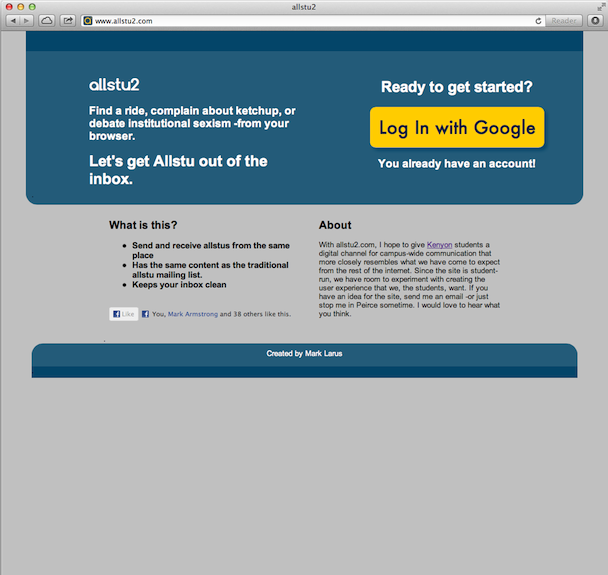 allstu2
www.allstu2.com
Reader
allstu2
Find a ride, complain about ketchup, or
debate institutional sexism -from your
browser.
Let's get Allstu out of the
inbox.
Ready to get started?
Log In with Google
You already have an account!
What is this?
• Send and receive allstus from the same
place
• Has the same content as the traditional
allstu mailing list.
• Keeps your inbox clean
Like
You, Mark Armstrong and 38 others like this.
About
With allstu2.com, I hope to give Kenyon students a
digital channel for campus-wide communication that
more closely resembles what we have come to expect
from the rest of the internet. Since the site is student-
run, we have room to experiment with creating the
user experience that we, the students, want. If you
have an idea for the site, send me an email -or just
stop me in Peirce sometime. I would love to hear what
you think.
Created by Mark Larus